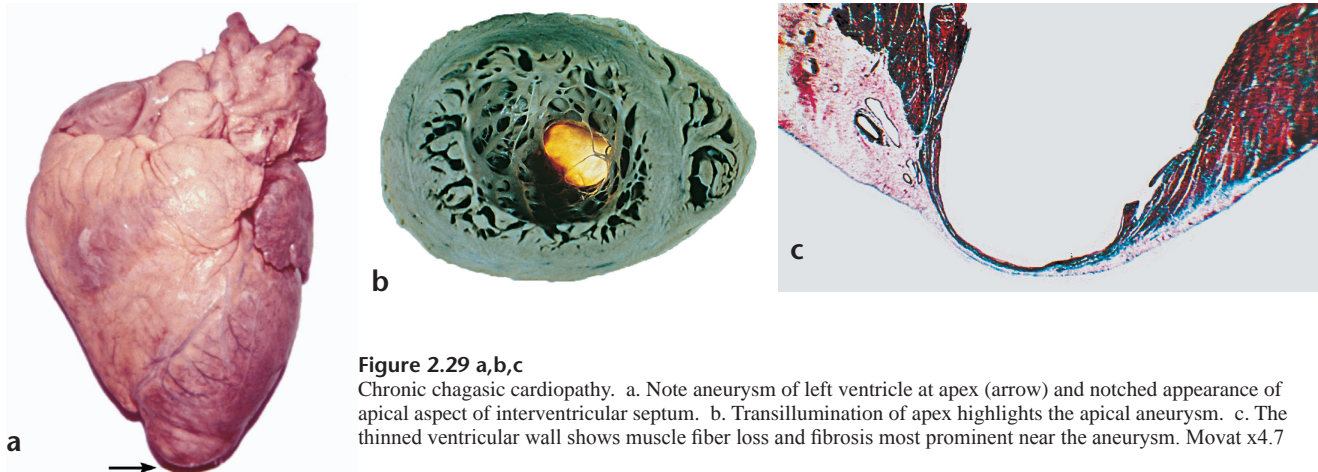 a
b
c
Figure 2.29 a,b,c
Chronic chagasic cardiopathy. a. Note aneurysm of left ventricle at apex (arrow) and notched appearance of
apical aspect of interventricular septum. b. Transillumination of apex highlights the apical aneurysm. c. The
thinned ventricular wall shows muscle fiber loss and fibrosis most prominent near the aneurysm. Movat x4.7